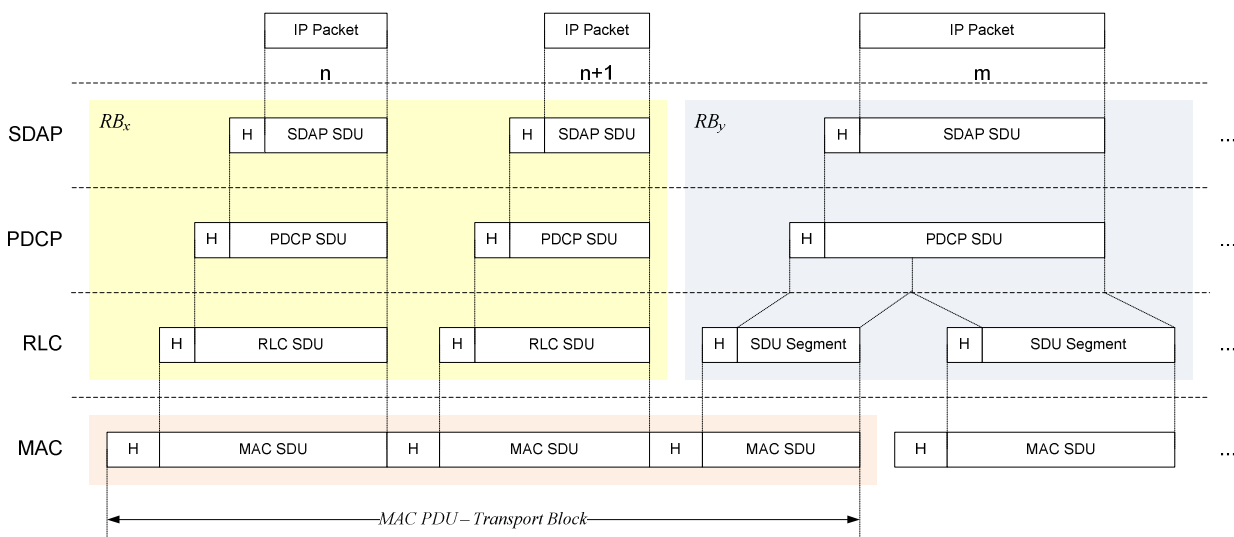 IP Packet IP Packet IP Packet
n n+1 m
RBx RBy
SDAP H SDAP SDU H SDAP SDU H SDAP SDU ...
PDCP H PDCP SDU H PDCP SDU H PDCP SDU ...
RLC H RLC SDU H RLC SDU H SDU Segment H SDU Segment ...
MAC H MAC SDU H MAC SDU H MAC SDU H MAC SDU ...
MAC PDU – Transport Block